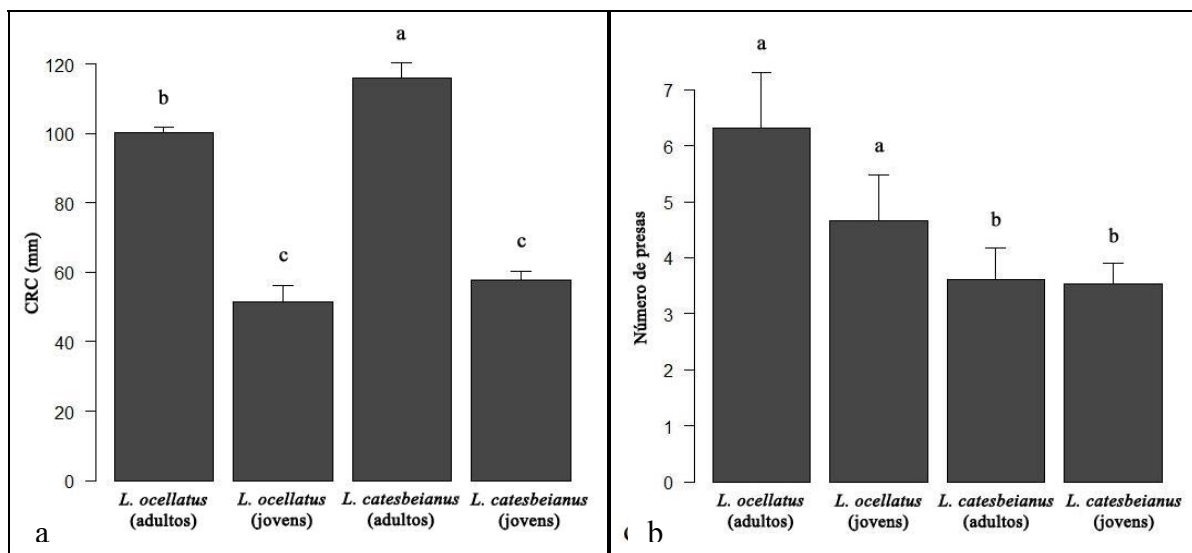 a
120
b
100
80
c
c
60
40
20
0
CRC (mm)
L. ocellatus
(adultos)
L. ocellatus
(jovens)
L. catesbeianus
(adultos)
L. catesbeianus
(jovens)
a
a
7
a
6
5
b
b
4
3
2
1
0
Número de presas
L. ocellatus
(adultos)
L. ocellatus
(jovens)
L. catesbeianus
(adultos)
L. catesbeianus
(jovens)
b